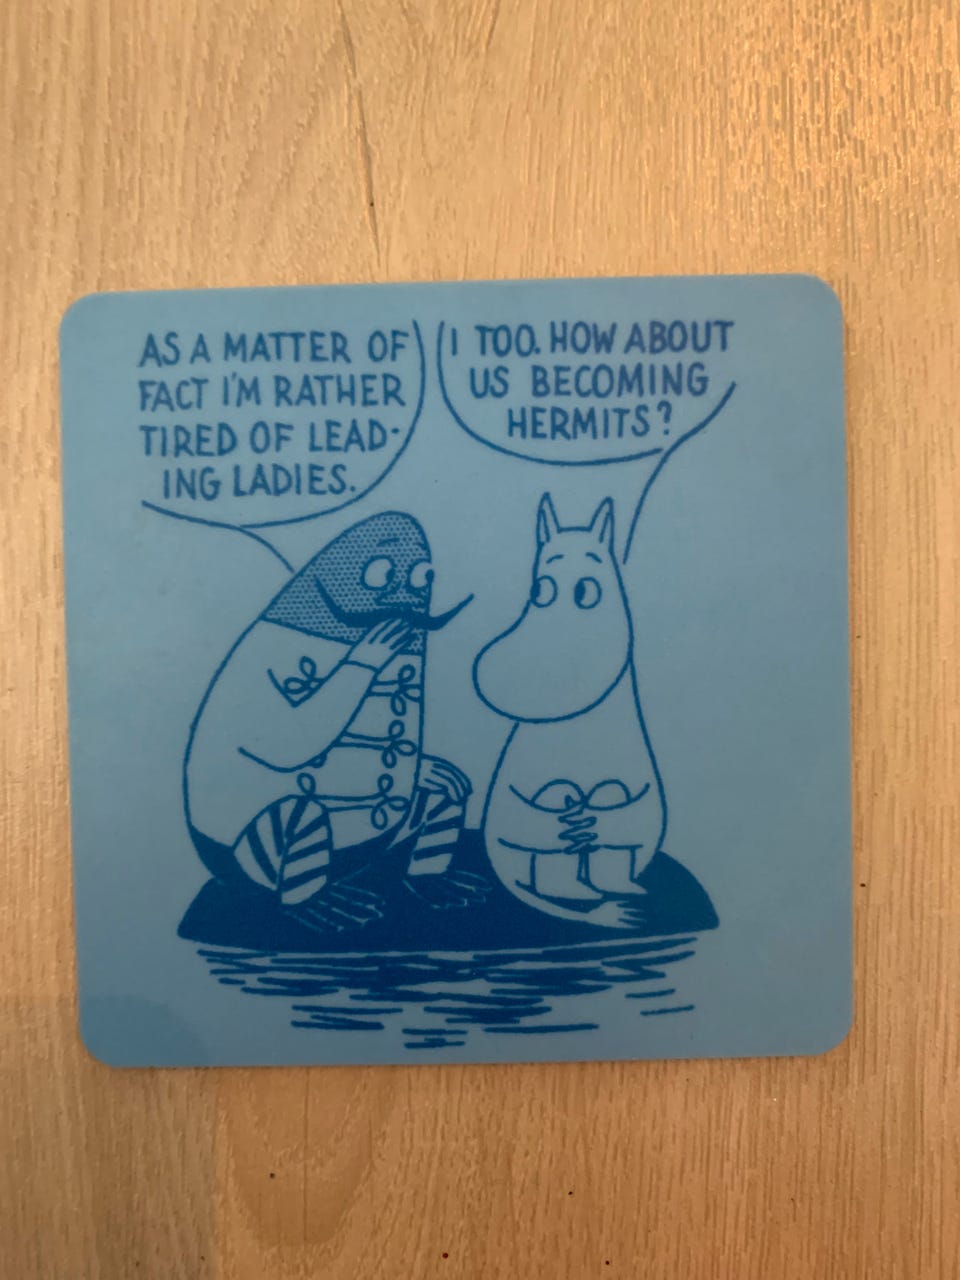 AS A MATTER OF
FACT I'M RATHER
TIRED OF LEAD-
ING LADIES.
I TOO. HOW ABOUT
US BECOMING
HERMITS?